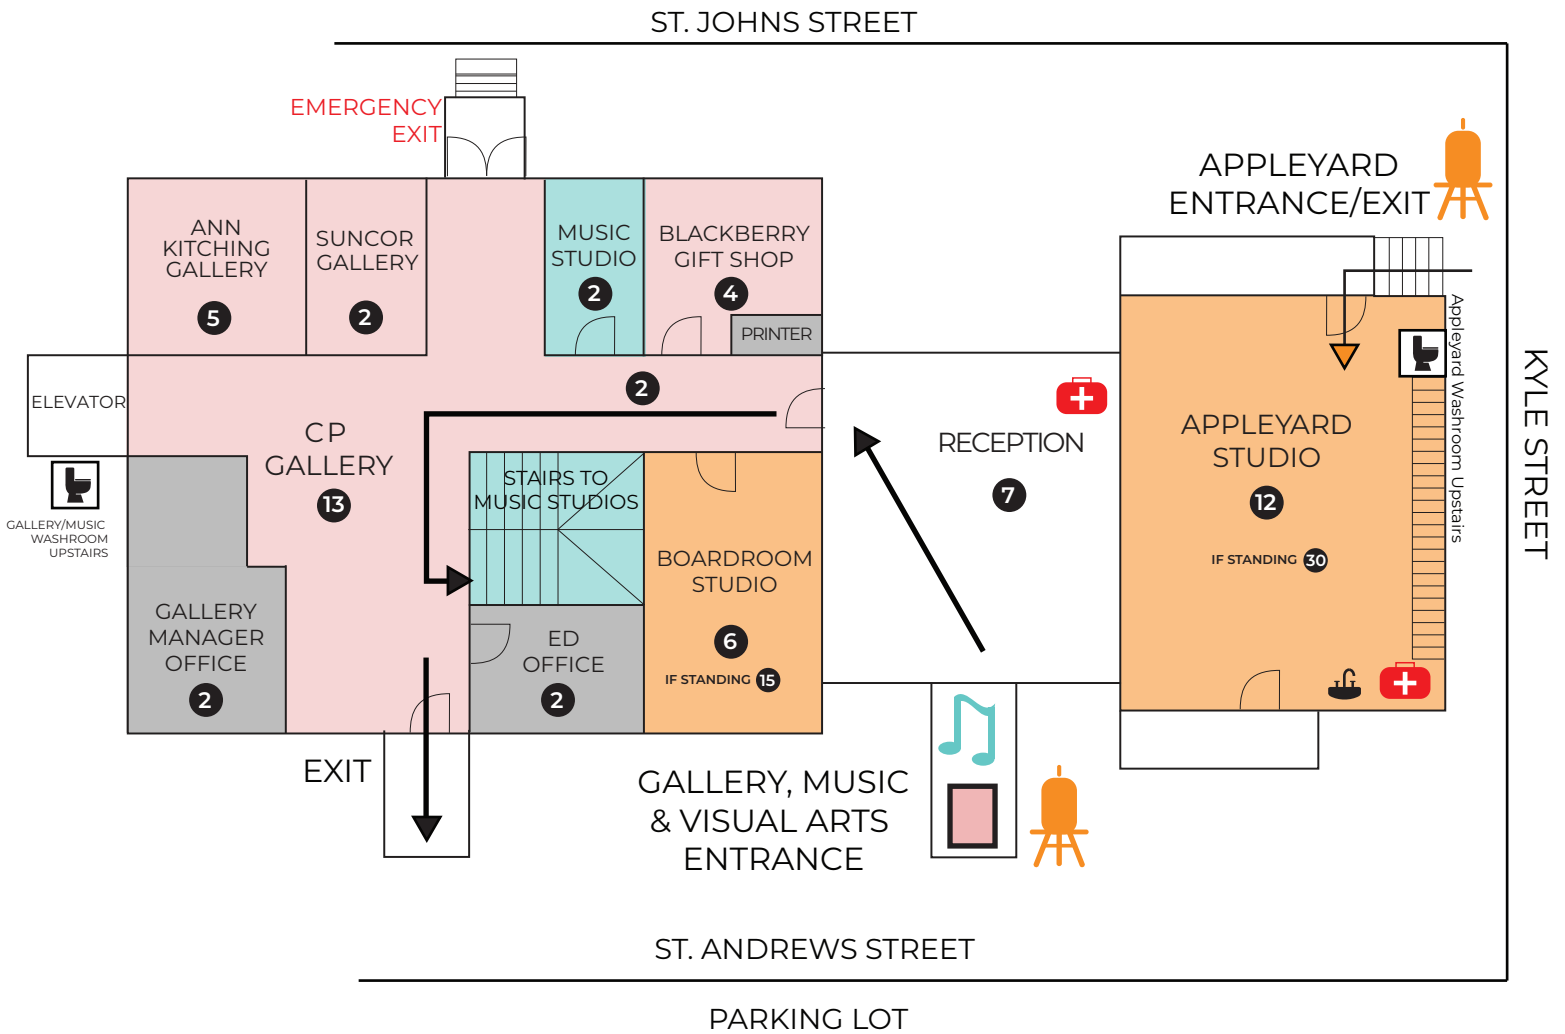 ST. JOHNS STREET
EMERGENCY
EXIT
APPLEYARD
ENTRANCE/EXIT
ANN
KITCHING
GALLERY
5
SUNCOR
GALLERY
2
MUSIC
STUDIO
2
BLACKBERRY
GIFT SHOP
4
PRINTER
ELEVATOR
2
CP
GALLERY
13
RECEPTION
7
APPLEYARD
STUDIO
12
IF STANDING 30
Appleyard Washroom Upstairs
KYLE STREET
GALLERY/MUSIC
WASHROOM
UPSTAIRS
STAIRS TO
MUSIC STUDIOS
BOARDROOM
STUDIO
6
IF STANDING 15
GALLERY
MANAGER
OFFICE
2
ED
OFFICE
2
EXIT
GALLERY, MUSIC
& VISUAL ARTS
ENTRANCE
ST. ANDREWS STREET
PARKING LOT